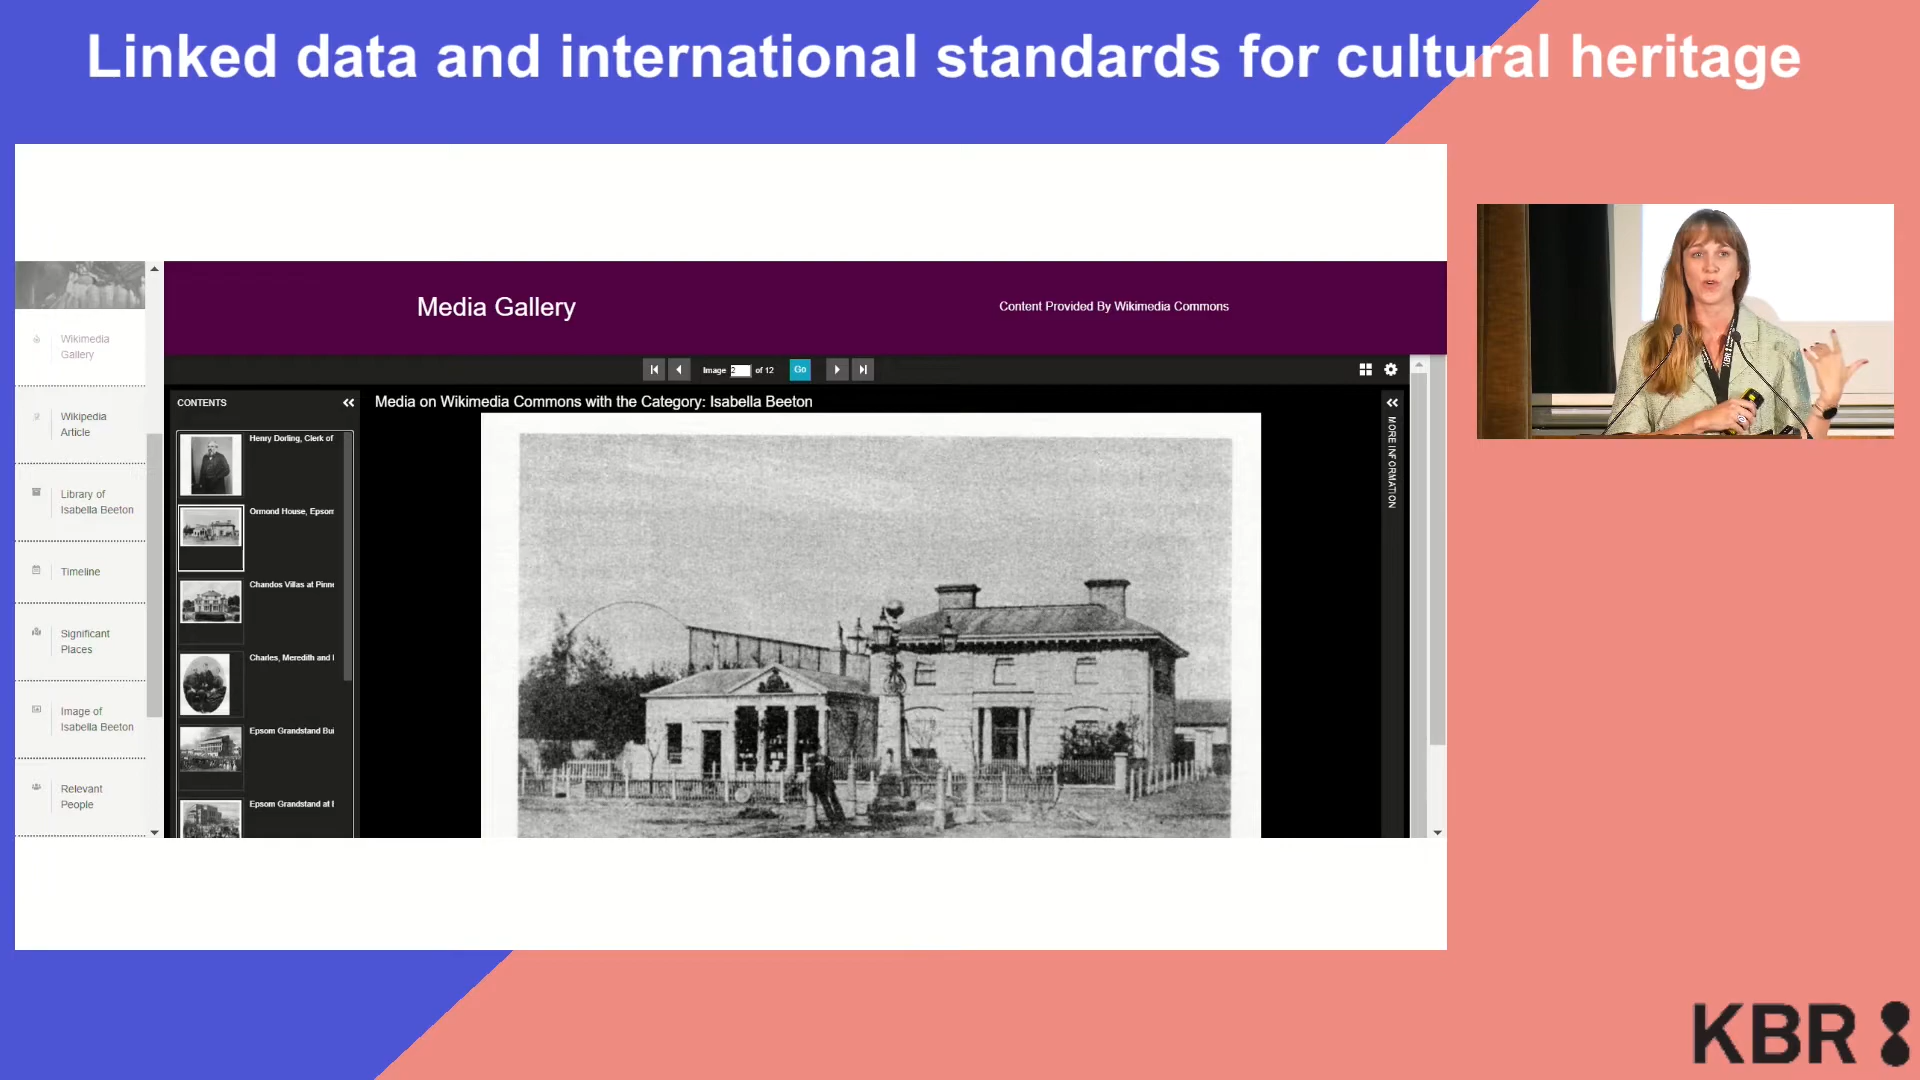 Linked data and international standards for cultural heritage
Media Gallery
Content Provided By Wikimedia Commons
Wikimedia
Gallery
Wikipedia
Article
Library of
Isabella Beeton
Timeline
Significant
Places
Image of
Isabella Beeton
Relevant
People
Image 2 of 12 Go
CONTENTS
Media on Wikimedia Commons with the Category: Isabella Beeton
Henry Dorling, Clerk of
Ormond House, Epsom
Chandos Villas at Pinne
Charles, Meredith and
Epsom Grandstand Bui
Epsom Grandstand at
MORE INFORMATION
KBR
KBR